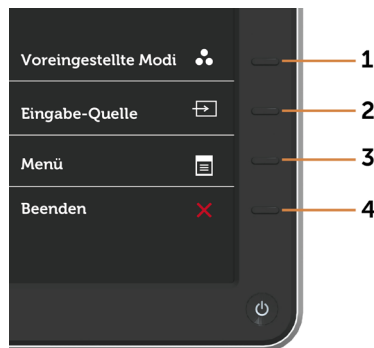 Voreingestellte Modi
1
Eingabe-Quelle
2
Menü
3
Beenden
4